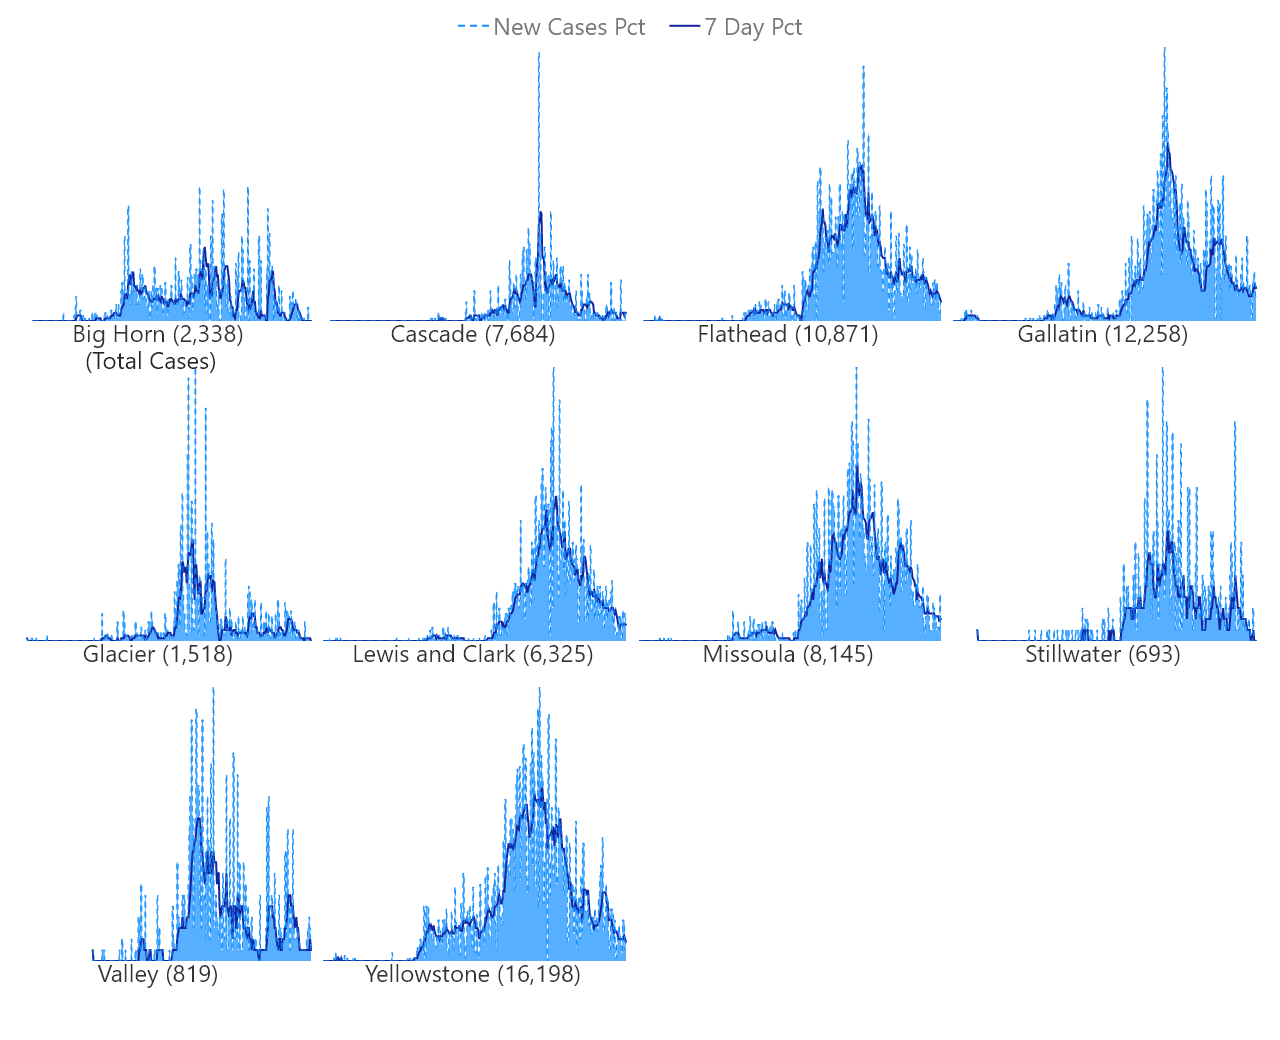 New Cases Pct 7 Day Pct
Big Horn (2,338) Cascade (7,684) Flathead (10,871) Gallatin (12,258)
(Total Cases)
Glacier (1,518) Lewis and Clark (6,325) Missoula (8,145) Stillwater (693)
Valley (819) Yellowstone (16,198)